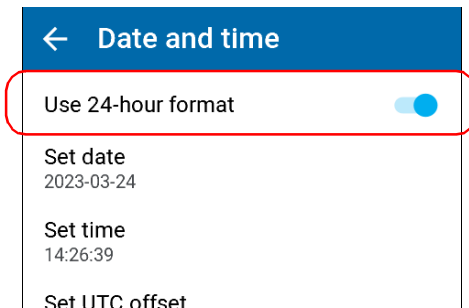 Date and time
Use 24-hour format
Set date
2023-03-24
Set time
14:26:39
Set UTC offset